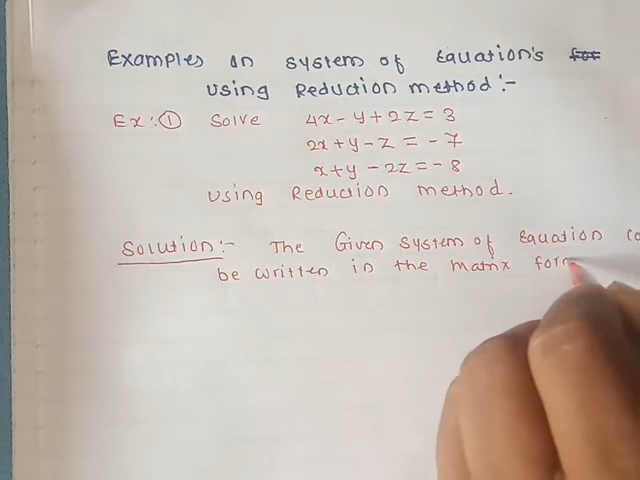 Examples on system of Equation's for
using Reduction method :-
Ex : ① Solve 4x - y + 2z = 3
2x + y - z = - 7
x + y - 2z = - 8
using Reduction method.
Solution :- The Given system of Equation
be written in the matrix form